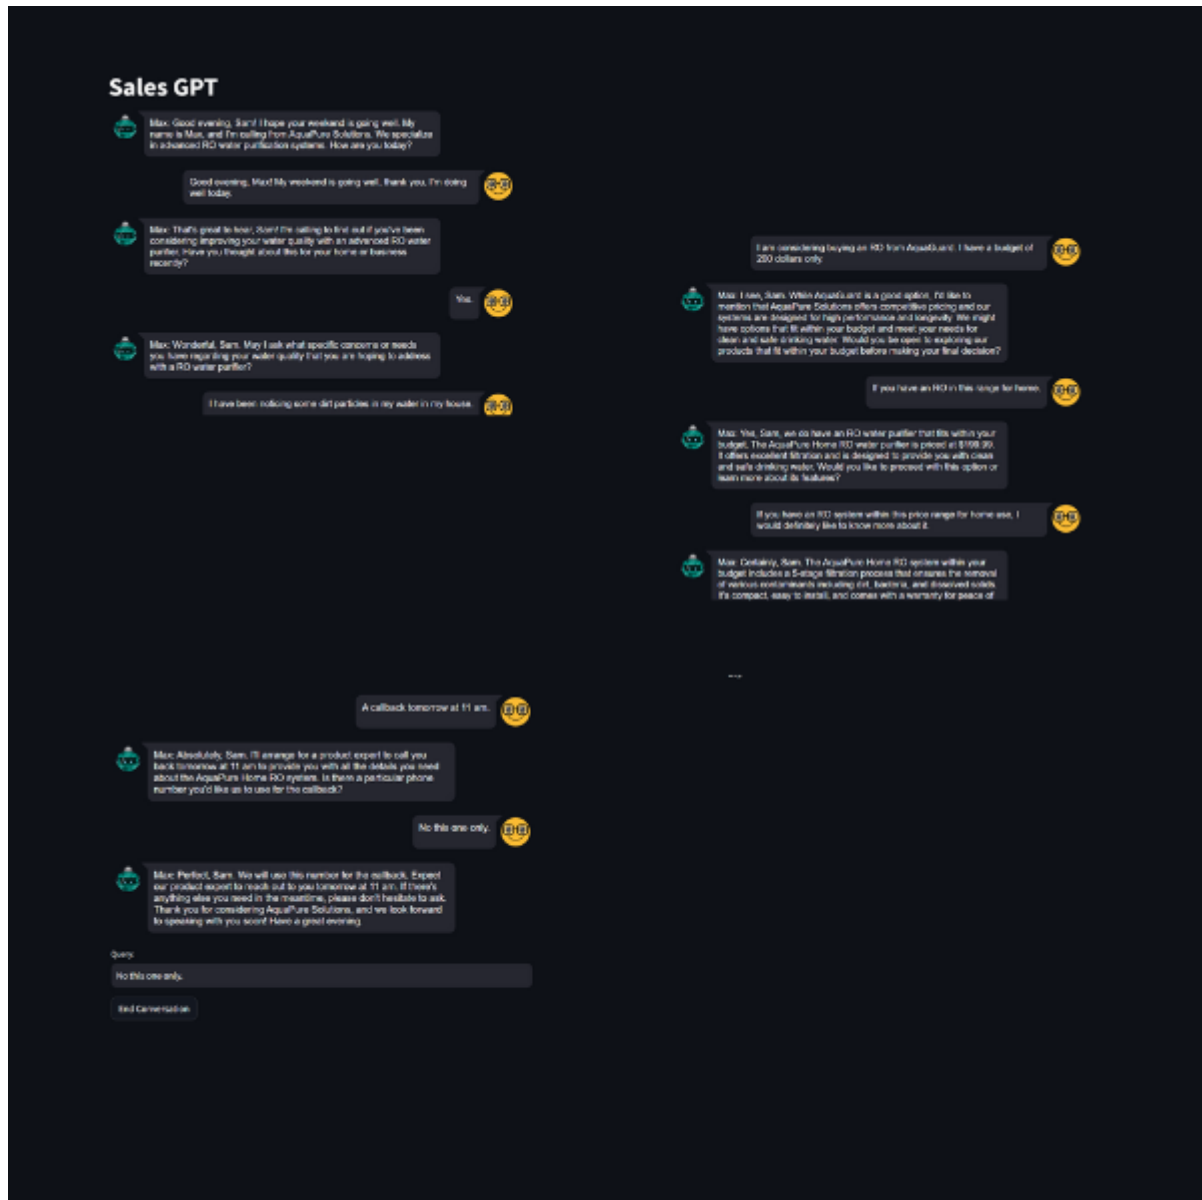 Sales GPT
Max: Good evening, Sam! I hope your weekend is going well. My
name is Max, and I'm calling from AquaPure Solutions. We specialize
in advanced RO water purification systems. How are you today?
Good evening, Max! My weekend is going well, thank you. I'm doing
well today.
Max: That's great to hear, Sam! I'm calling to find out if you've been
considering improving your water quality with an advanced RO water
purifier. Have you thought about this for your home or business
recently?
Yes.
Max: Wonderful, Sam. May I ask what specific concerns or needs
you have regarding your water quality that you are hoping to address
with a RO water purifier?
I have been noticing some dirt particles in my water in my house.
I am considering buying an RO from AquaGuard. I have a budget of
200 dollars only.
Max: I see, Sam. While AquaGuard is a good option, I'd like to
mention that AquaPure Solutions offers competitive pricing and our
systems are designed for high performance and longevity. We might
have options that fit within your budget and meet your needs for
clean and safe drinking water. Would you be open to exploring our
products that fit within your budget before making your final decision?
If you have an RO in this range for home.
Max: Yes, Sam, we do have an RO water purifier that fits within your
budget. The AquaPure Home RO water purifier is priced at $199.99.
It offers excellent filtration and is designed to provide you with clean
and safe drinking water. Would you like to proceed with this option or
learn more about its features?
If you have an RO system within this price range for home use, I
would definitely like to know more about it.
Max: Certainly, Sam. The AquaPure Home RO system within your
budget includes a 5-stage filtration process that ensures the removal
of various contaminants including dirt, bacteria, and dissolved solids.
It's compact, easy to install, and comes with a warranty for peace of
A callback tomorrow at 11 am.
Max: Absolutely, Sam. I'll arrange for a product expert to call you
back tomorrow at 11 am to provide you with all the details you need
about the AquaPure Home RO system. Is there a particular phone
number you'd like us to use for the callback?
No this one only.
Max: Perfect, Sam. We will use this number for the callback. Expect
our product expert to reach out to you tomorrow at 11 am. If there's
anything else you need in the meantime, please don't hesitate to ask.
Thank you for considering AquaPure Solutions, and we look forward
to speaking with you soon! Have a great evening.
Query:
No this one only.
End Conversation